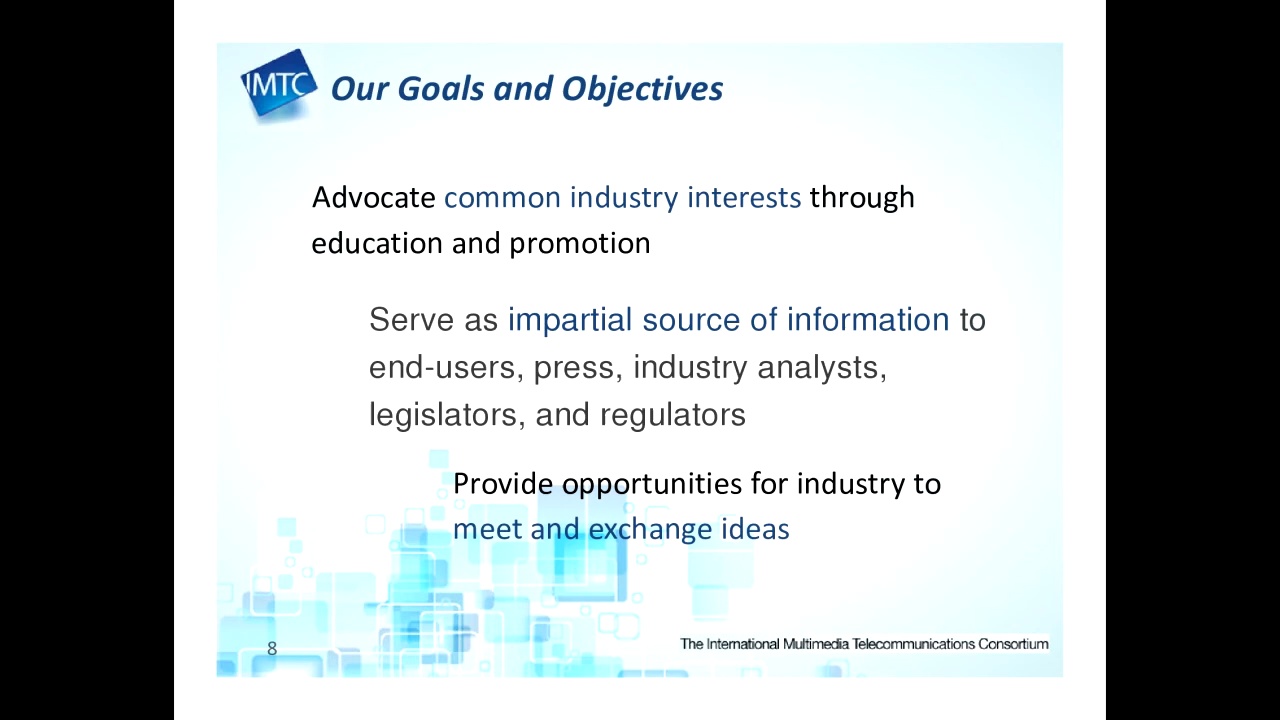 IMTC
Our Goals and Objectives
Advocate common industry interests through
education and promotion
Serve as impartial source of information to
end-users, press, industry analysts,
legislators, and regulators
Provide opportunities for industry to
meet and exchange ideas
8
The International Multimedia Telecommunications Consortium